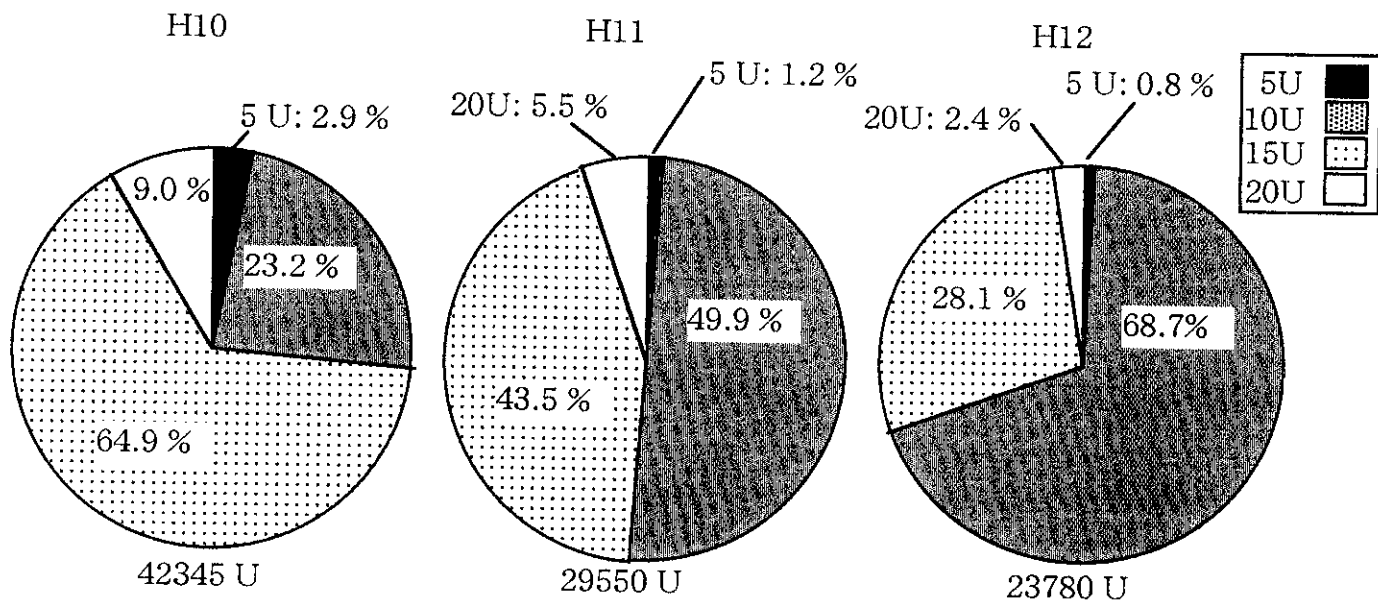 H10
5 U: 2.9 %
9.0 %
23.2 %
64.9 %
42345 U
H11
5 U: 1.2 %
20U: 5.5 %
49.9 %
43.5 %
29550 U
H12
5 U: 0.8 %
20U: 2.4 %
28.1 %
68.7%
23780 U
5U
10U
15U
20U